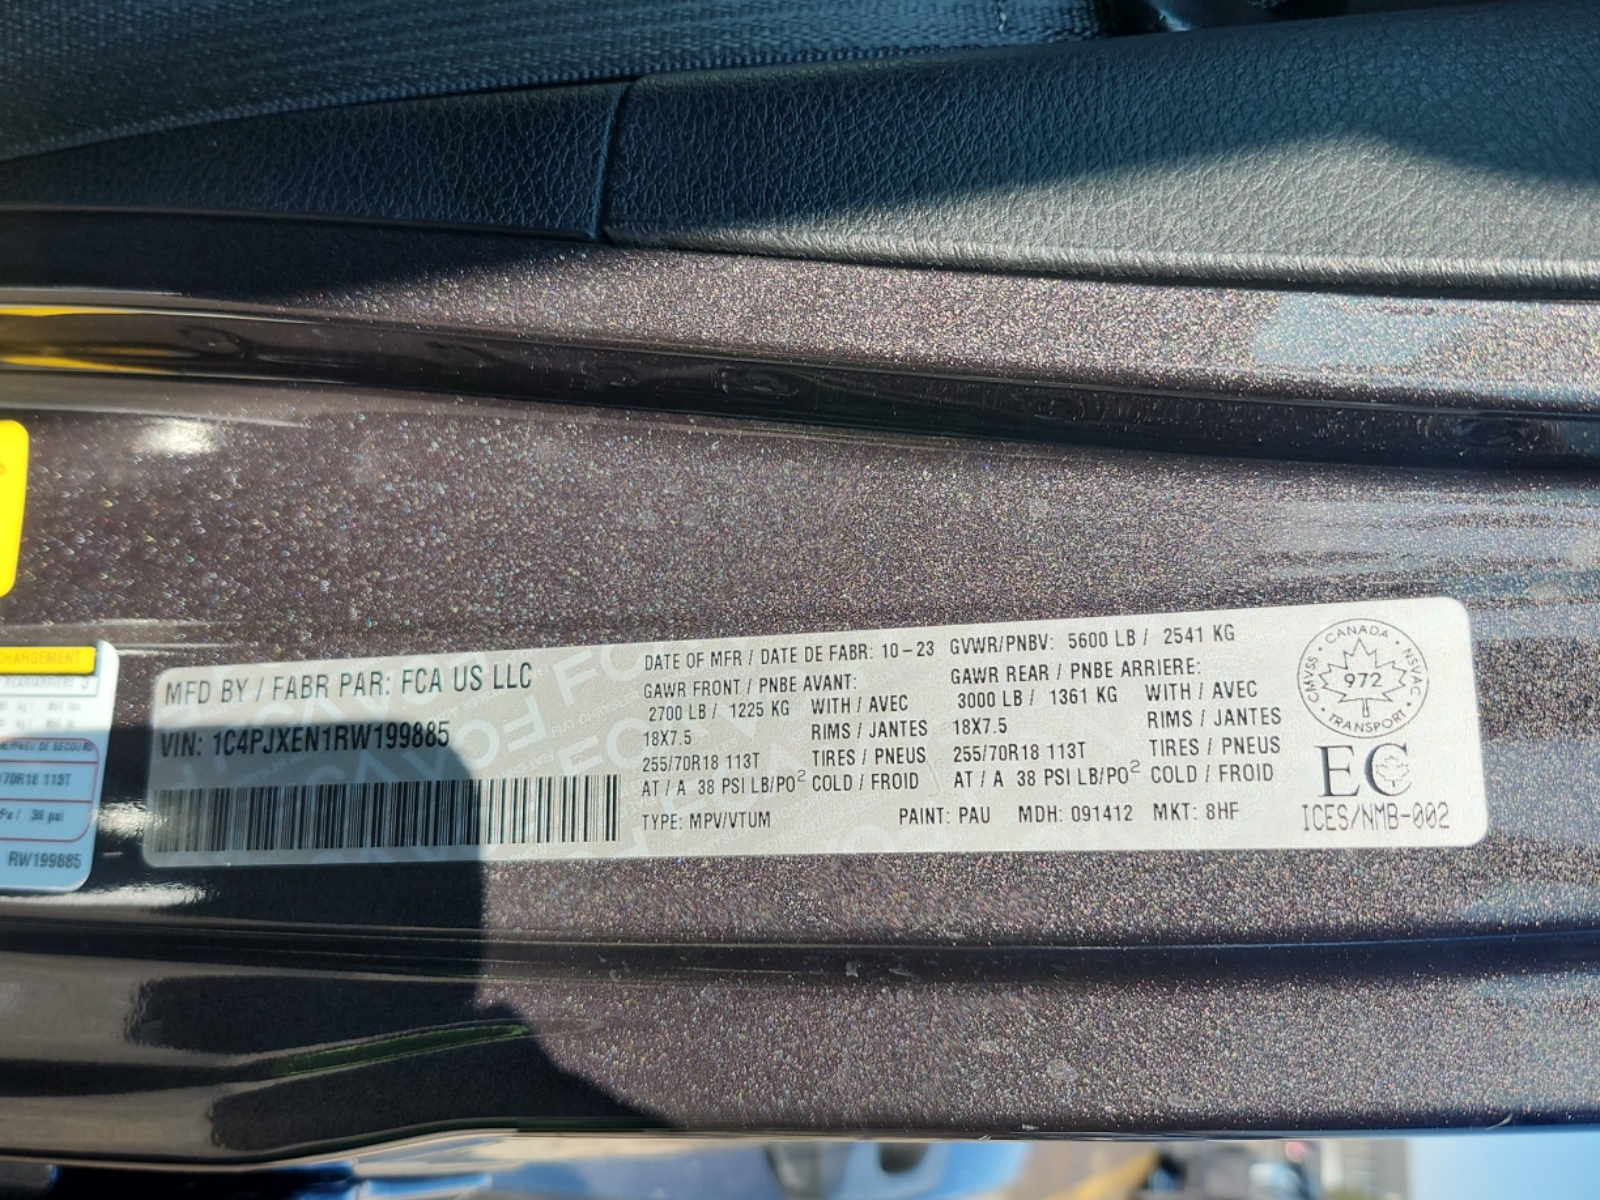 MFD BY / FABR PAR: FCA US LLC
VIN: 1C4PJXEN1RW199885
DATE OF MFR / DATE DE FABR: 10-23 GVWR/PNBV: 5600 LB / 2541 KG
GAWR FRONT / PNBE AVANT: GAWR REAR / PNBE ARRIERE:
2700 LB / 1225 KG WITH / AVEC 3000 LB / 1361 KG WITH / AVEC
18X7.5 RIMS / JANTES 18X7.5 RIMS / JANTES
255/70R18 113T TIRES / PNEUS 255/70R18 113T TIRES / PNEUS
AT / A 38 PSI LB/PO² COLD / FROID AT / A 38 PSI LB/PO² COLD / FROID
TYPE: MPV/VTUM PAINT: PAU MDH: 091412 MKT: 8HF
CANADA
CMVSS 972 NSVAC
TRANSPORT
EC
ICES/NMB-002
CHARGEMENT
/70R18 113T
/ 38 psi
RW199885